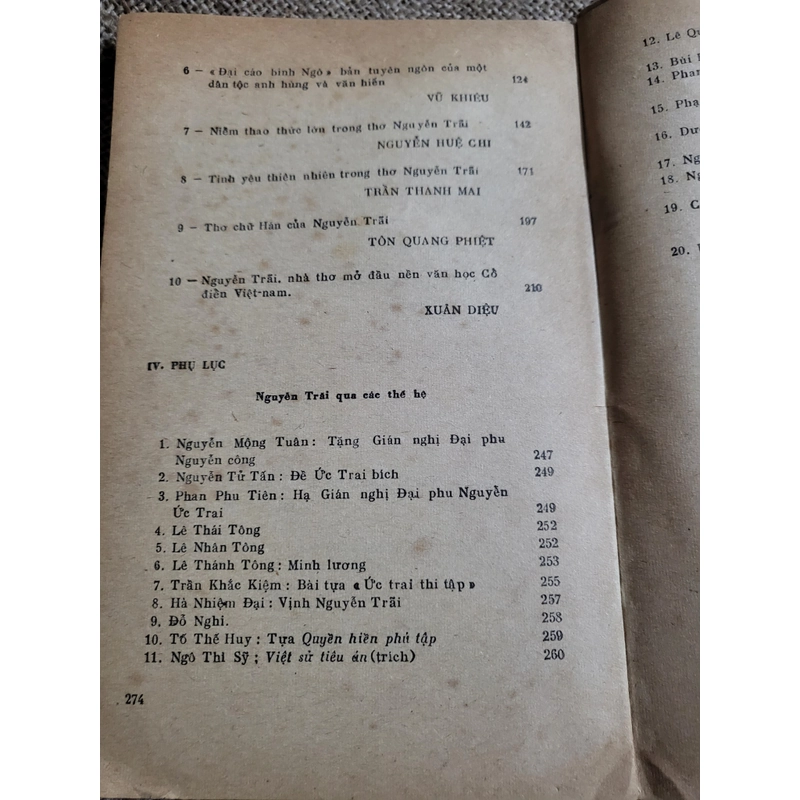 6 — «Đại cáo bình Ngô» bản tuyên ngôn của một
dân tộc anh hùng và văn hiến 124
VŨ KHIÊU
7 — Niềm thao thức lớn trong thơ Nguyễn Trãi 142
NGUYỄN HUỆ CHI
8 — Tình yêu thiên nhiên trong thơ Nguyễn Trãi 171
TRẦN THANH MẠI
9 — Thơ chữ Hán của Nguyễn Trãi 197
TÔN QUANG PHIỆT
10 — Nguyễn Trãi, nhà thơ mở đầu nền văn học Cổ
điển Việt-nam. 210
XUÂN DIỆU
IV. PHỤ LỤC
Nguyễn Trãi qua các thế hệ
1. Nguyễn Mộng Tuân : Tặng Gián nghị Đại phu
Nguyễn công 247
2. Nguyễn Tử Tấn : Đề Ức Trai bích 249
3. Phan Phu Tiên : Hạ Gián nghị Đại phu Nguyễn
Ức Trai 249
4. Lê Thái Tông 252
5. Lê Nhân Tông 252
6. Lê Thánh Tông : Minh lương 253
7. Trần Khắc Kiệm : Bài tựa « Ức trai thi tập » 255
8. Hà Nhiệm Đại : Vịnh Nguyễn Trãi 257
9. Đỗ Nghi. 258
10. Tô Thế Huy : Tựa Quyền hiền phú tập 259
11. Ngô Thì Sỹ ; Việt sử tiêu án (trích) 260
274
12. Lê
13. Bùi
14. Phan
15.
16.
17.
18.
19.
20.